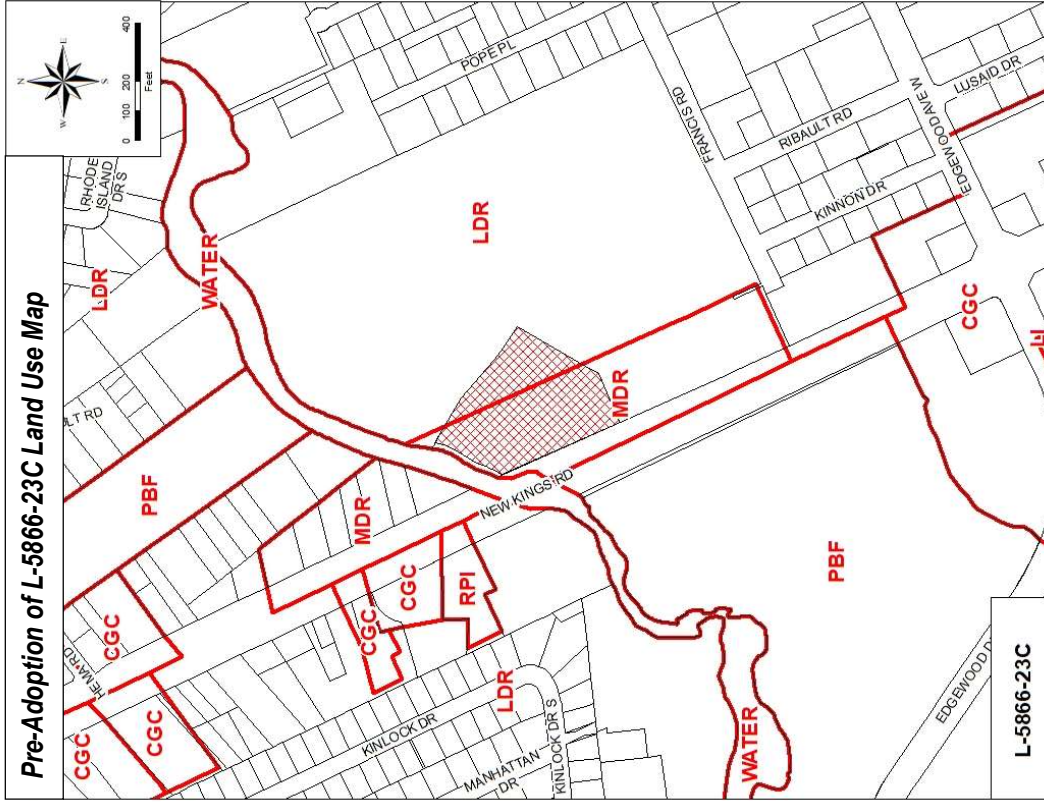 Pre-Adoption of L-5866-23C Land Use Map
N
E
S
W
0 100 200 400
Feet
RHODE
ISLAND
DR S
LDR
WATER
POPE PL
LDR
FRANCIS RD
RIBAULT RD
KINNON DR
EDGEWOOD AVE W
LUSAID DR
PBF
MDR
MDR
NEW KINGS RD
CGC
HEMA RD
CGC
CGC
CGC
CGC
RPI
LDR
KINLOCK DR
MANHATTAN
DR
KINLOCK DR S
CGC
PBF
WATER
EDGEWOOD
L-5866-23C